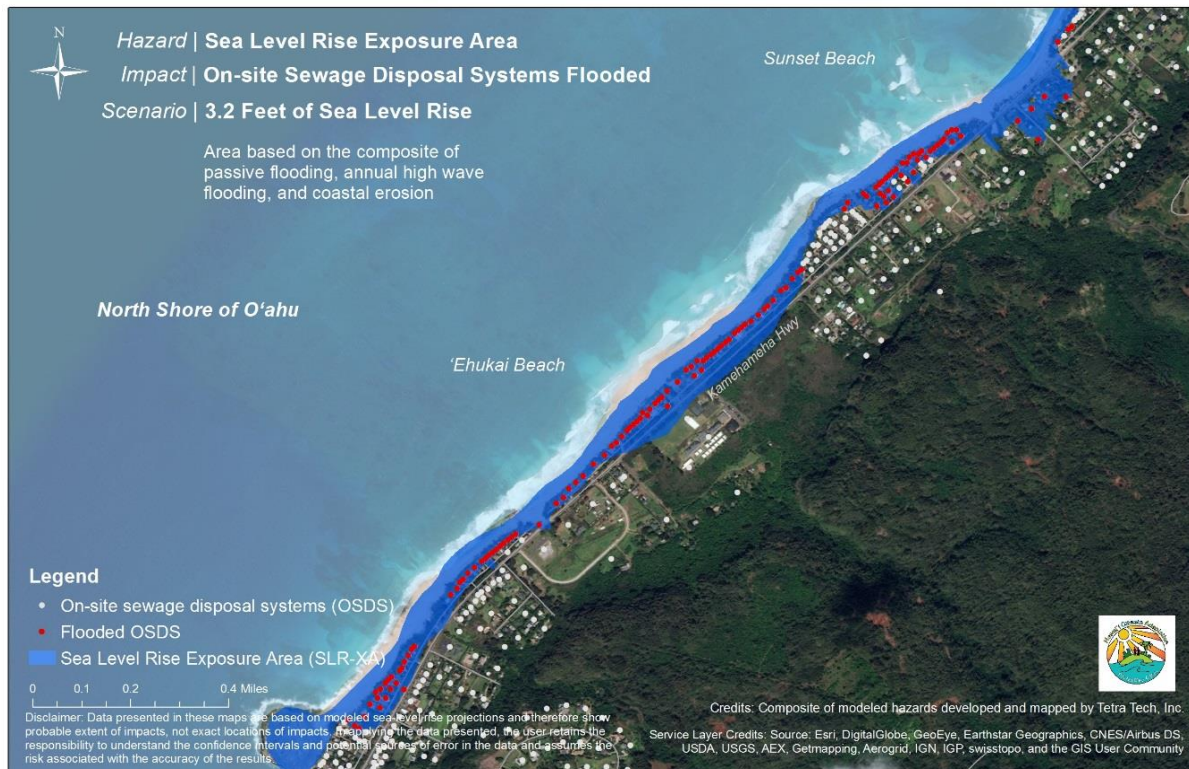 N
Hazard | Sea Level Rise Exposure Area
Impact | On-site Sewage Disposal Systems Flooded
Scenario | 3.2 Feet of Sea Level Rise
Area based on the composite of
passive flooding, annual high wave
flooding, and coastal erosion
Sunset Beach
North Shore of Oʻahu
ʻEhukai Beach
Kamehameha Hwy
Legend
On-site sewage disposal systems (OSDS)
Flooded OSDS
Sea Level Rise Exposure Area (SLR-XA)
0 0.1 0.2 0.4 Miles
Disclaimer: Data presented in these maps are based on modeled sea-level rise projections and therefore show
probable extent of impacts, not exact locations of impacts. In applying the data presented, the user retains the
responsibility to understand the confidence intervals and potential sources of error in the data and assumes the
risk associated with the accuracy of the results
Credits: Composite of modeled hazards developed and mapped by Tetra Tech, Inc.
Service Layer Credits: Source: Esri, DigitalGlobe, GeoEye, Earthstar Geographics, CNES/Airbus DS,
USDA, USGS, AEX, Getmapping, Aerogrid, IGN, IGP, swisstopo, and the GIS User Community